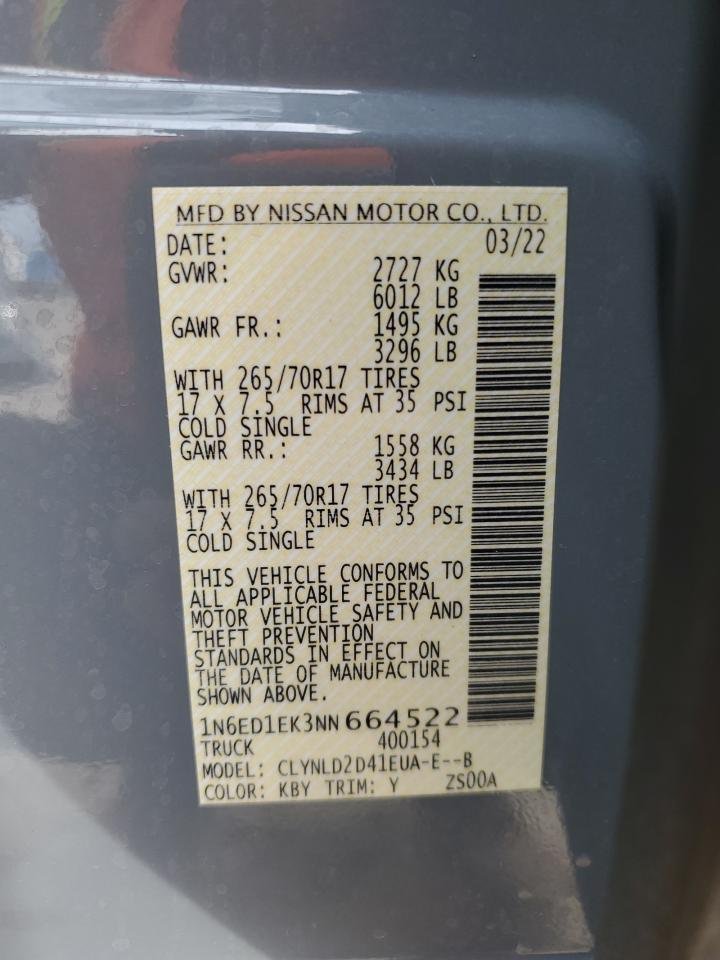 MFD BY NISSAN MOTOR CO., LTD.
DATE: 03/22
GVWR: 2727 KG
6012 LB
GAWR FR.: 1495 KG
3296 LB
WITH 265/70R17 TIRES
17 X 7.5 RIMS AT 35 PSI
COLD SINGLE
GAWR RR.: 1558 KG
3434 LB
WITH 265/70R17 TIRES
17 X 7.5 RIMS AT 35 PSI
COLD SINGLE
THIS VEHICLE CONFORMS TO
ALL APPLICABLE FEDERAL
MOTOR VEHICLE SAFETY AND
THEFT PREVENTION
STANDARDS IN EFFECT ON
THE DATE OF MANUFACTURE
SHOWN ABOVE.
1N6ED1EK3NN664522
TRUCK 400154
MODEL: CLYNLD2D41EUA-E--B
COLOR: KBY TRIM: Y ZS00A